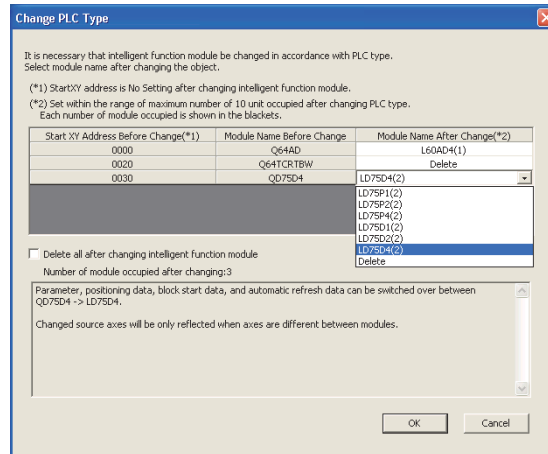 Change PLC Type
It is necessary that intelligent function module be changed in accordance with PLC type.
Select module name after changing the object.
(*1) StartXY address is No Setting after changing intelligent function module.
(*2) Set within the range of maximum number of 10 unit occupied after changing PLC type.
Each number of module occupied is shown in the blackets.
Start XY Address Before Change(*1) Module Name Before Change Module Name After Change(*2)
0000 Q64AD L60AD4(1)
0020 Q64TCRTBW Delete
0030 QD75D4 LD75D4(2)
LD75P1(2)
LD75P2(2)
LD75P4(2)
LD75D1(2)
LD75D2(2)
LD75D4(2)
Delete
Delete all after changing intelligent function module
Number of module occupied after changing:3
Parameter, positioning data, block start data, and automatic refresh data can be switched over between
QD75D4 -> LD75D4.
Changed source axes will be only reflected when axes are different between modules.
OK Cancel